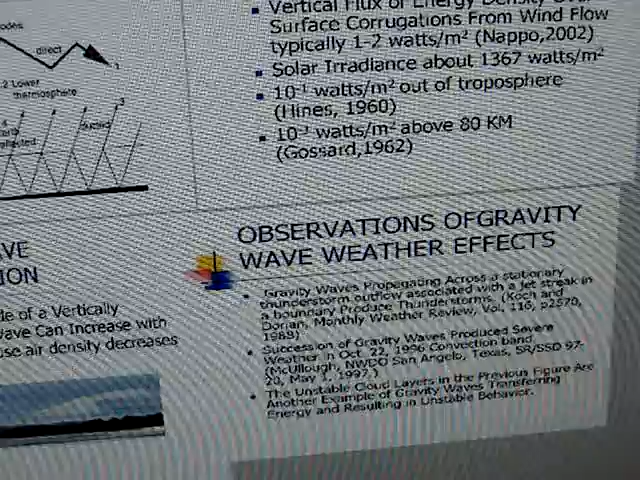 direct
2 Lower
thermosphere
ducted
Vertical Flux of Energy Density Over
Surface Corrugations From Wind Flow
typically 1-2 watts/m² (Nappo,2002)
Solar Irradiance about 1367 watts/m²
10⁻¹ watts/m² out of troposphere
(Hines, 1960)
10⁻³ watts/m² above 80 KM
(Gossard,1962)
ION
of a Vertically
Wave Can Increase with
air density decreases
OBSERVATIONS OFGRAVITY
WAVE WEATHER EFFECTS
Gravity Waves Propagating Across a stationary
thunderstorm outflow associated with a jet streak in
a boundary Produce Thunderstorms. (Koch and
Dorian, Monthly Weather Review, Vol. 116, p2570,
1988)
Succession of Gravity Waves Produced Severe
Weather in Oct. 22, 1996 Convection band
(McCullough, NWSO San Angelo, Texas, SR/SSD 97-
20, May 1, 1997.)
The Unstable Cloud Layers in the Previous Figure Are
Another Example of Gravity Waves Transferring
Energy and Resulting in Unstable Behavior.